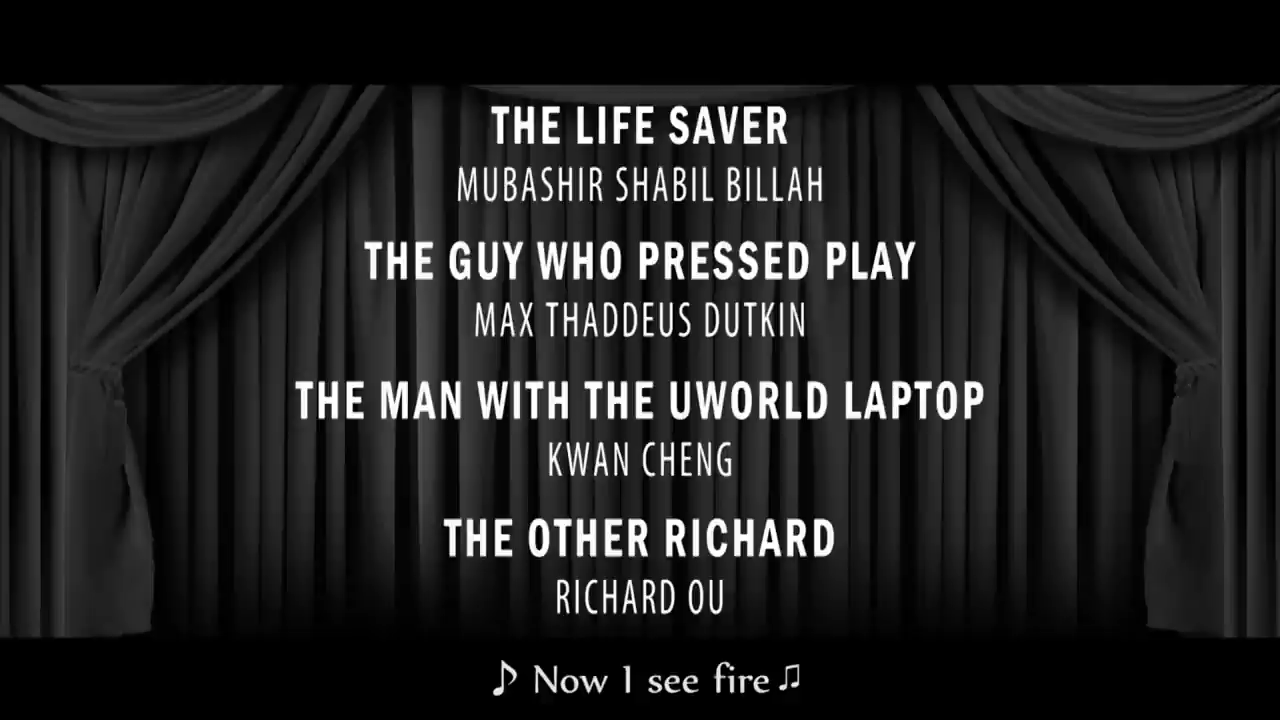 THE LIFE SAVER
MUBASHIR SHABIL BILLAH
THE GUY WHO PRESSED PLAY
MAX THADDEUS DUTKIN
THE MAN WITH THE UWORLD LAPTOP
KWAN CHENG
THE OTHER RICHARD
RICHARD OU
♪ Now I see fire ♫